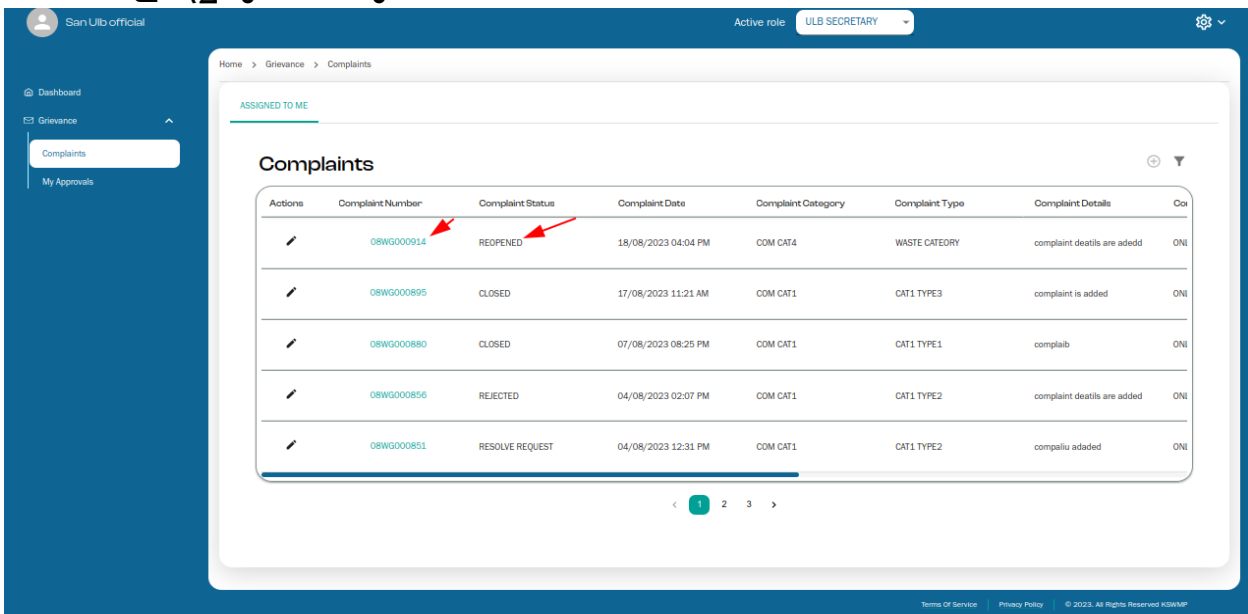 San Ulb official
Active role ULB SECRETARY
Home > Grievance > Complaints
Dashboard
Grievance
Complaints
My Approvals
ASSIGNED TO ME
Complaints
Actions Complaint Number Complaint Status Complaint Date Complaint Category Complaint Type Complaint Details
08WG000914 REOPENED 18/08/2023 04:04 PM COM CAT4 WASTE CATEORY complaint deatils are adedd
08WG000895 CLOSED 17/08/2023 11:21 AM COM CAT1 CAT1 TYPE3 complaint is added
08WG000880 CLOSED 07/08/2023 08:25 PM COM CAT1 CAT1 TYPE1 complaib
08WG000856 REJECTED 04/08/2023 02:07 PM COM CAT1 CAT1 TYPE2 complaint deatils are added
08WG000851 RESOLVE REQUEST 04/08/2023 12:31 PM COM CAT1 CAT1 TYPE2 compaliu adaded
< 1 2 3 >
Terms Of Service | Privacy Policy | © 2023. All Rights Reserved KSWMP